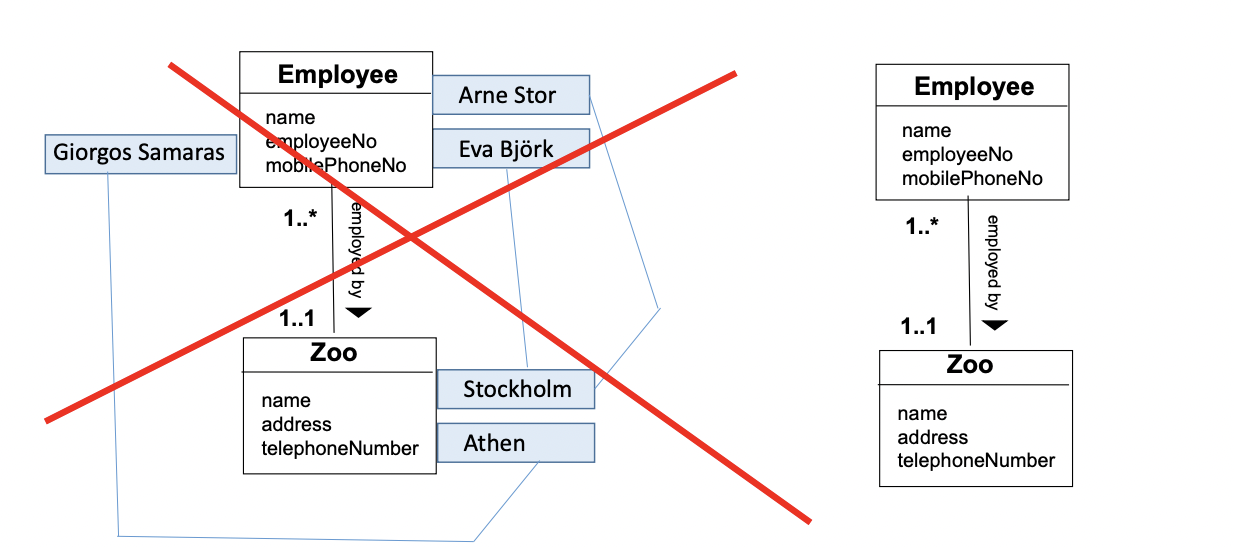 Employee
name
employeeNo
mobilePhoneNo
Arne Stor
Eva Björk
Giorgos Samaras
1..*
employed by
1..1
Zoo
name
address
telephoneNumber
Stockholm
Athen
Employee
name
employeeNo
mobilePhoneNo
1..*
employed by
1..1
Zoo
name
address
telephoneNumber